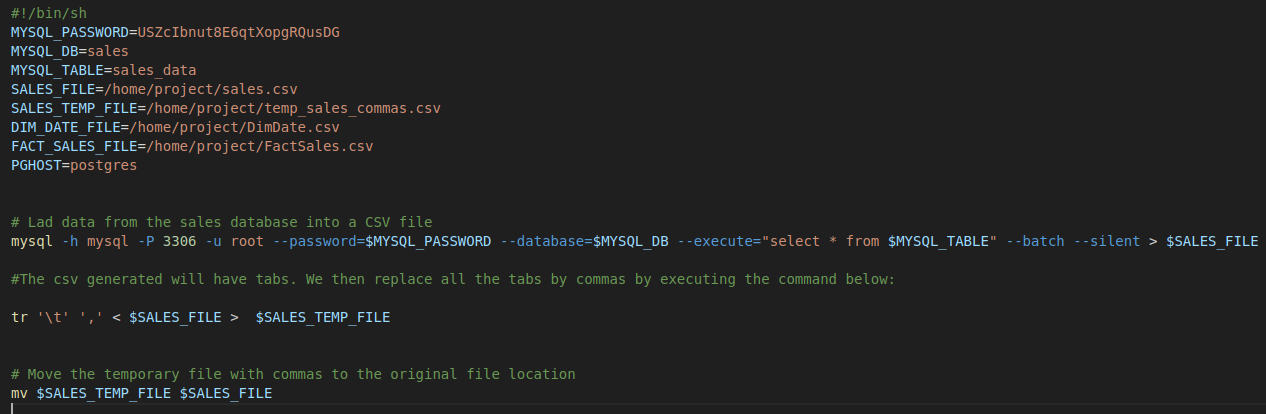 #!/bin/sh
MYSQL_PASSWORD=USZcIbnut8E6qtXopgRQusDG
MYSQL_DB=sales
MYSQL_TABLE=sales_data
SALES_FILE=/home/project/sales.csv
SALES_TEMP_FILE=/home/project/temp_sales_commas.csv
DIM_DATE_FILE=/home/project/DimDate.csv
FACT_SALES_FILE=/home/project/FactSales.csv
PGHOST=postgres
# Lad data from the sales database into a CSV file
mysql -h mysql -P 3306 -u root --password=$MYSQL_PASSWORD --database=$MYSQL_DB --execute="select * from $MYSQL_TABLE" --batch --silent > $SALES_FILE
#The csv generated will have tabs. We then replace all the tabs by commas by executing the command below:
tr '\t' ',' < $SALES_FILE >  $SALES_TEMP_FILE
# Move the temporary file with commas to the original file location
mv $SALES_TEMP_FILE $SALES_FILE